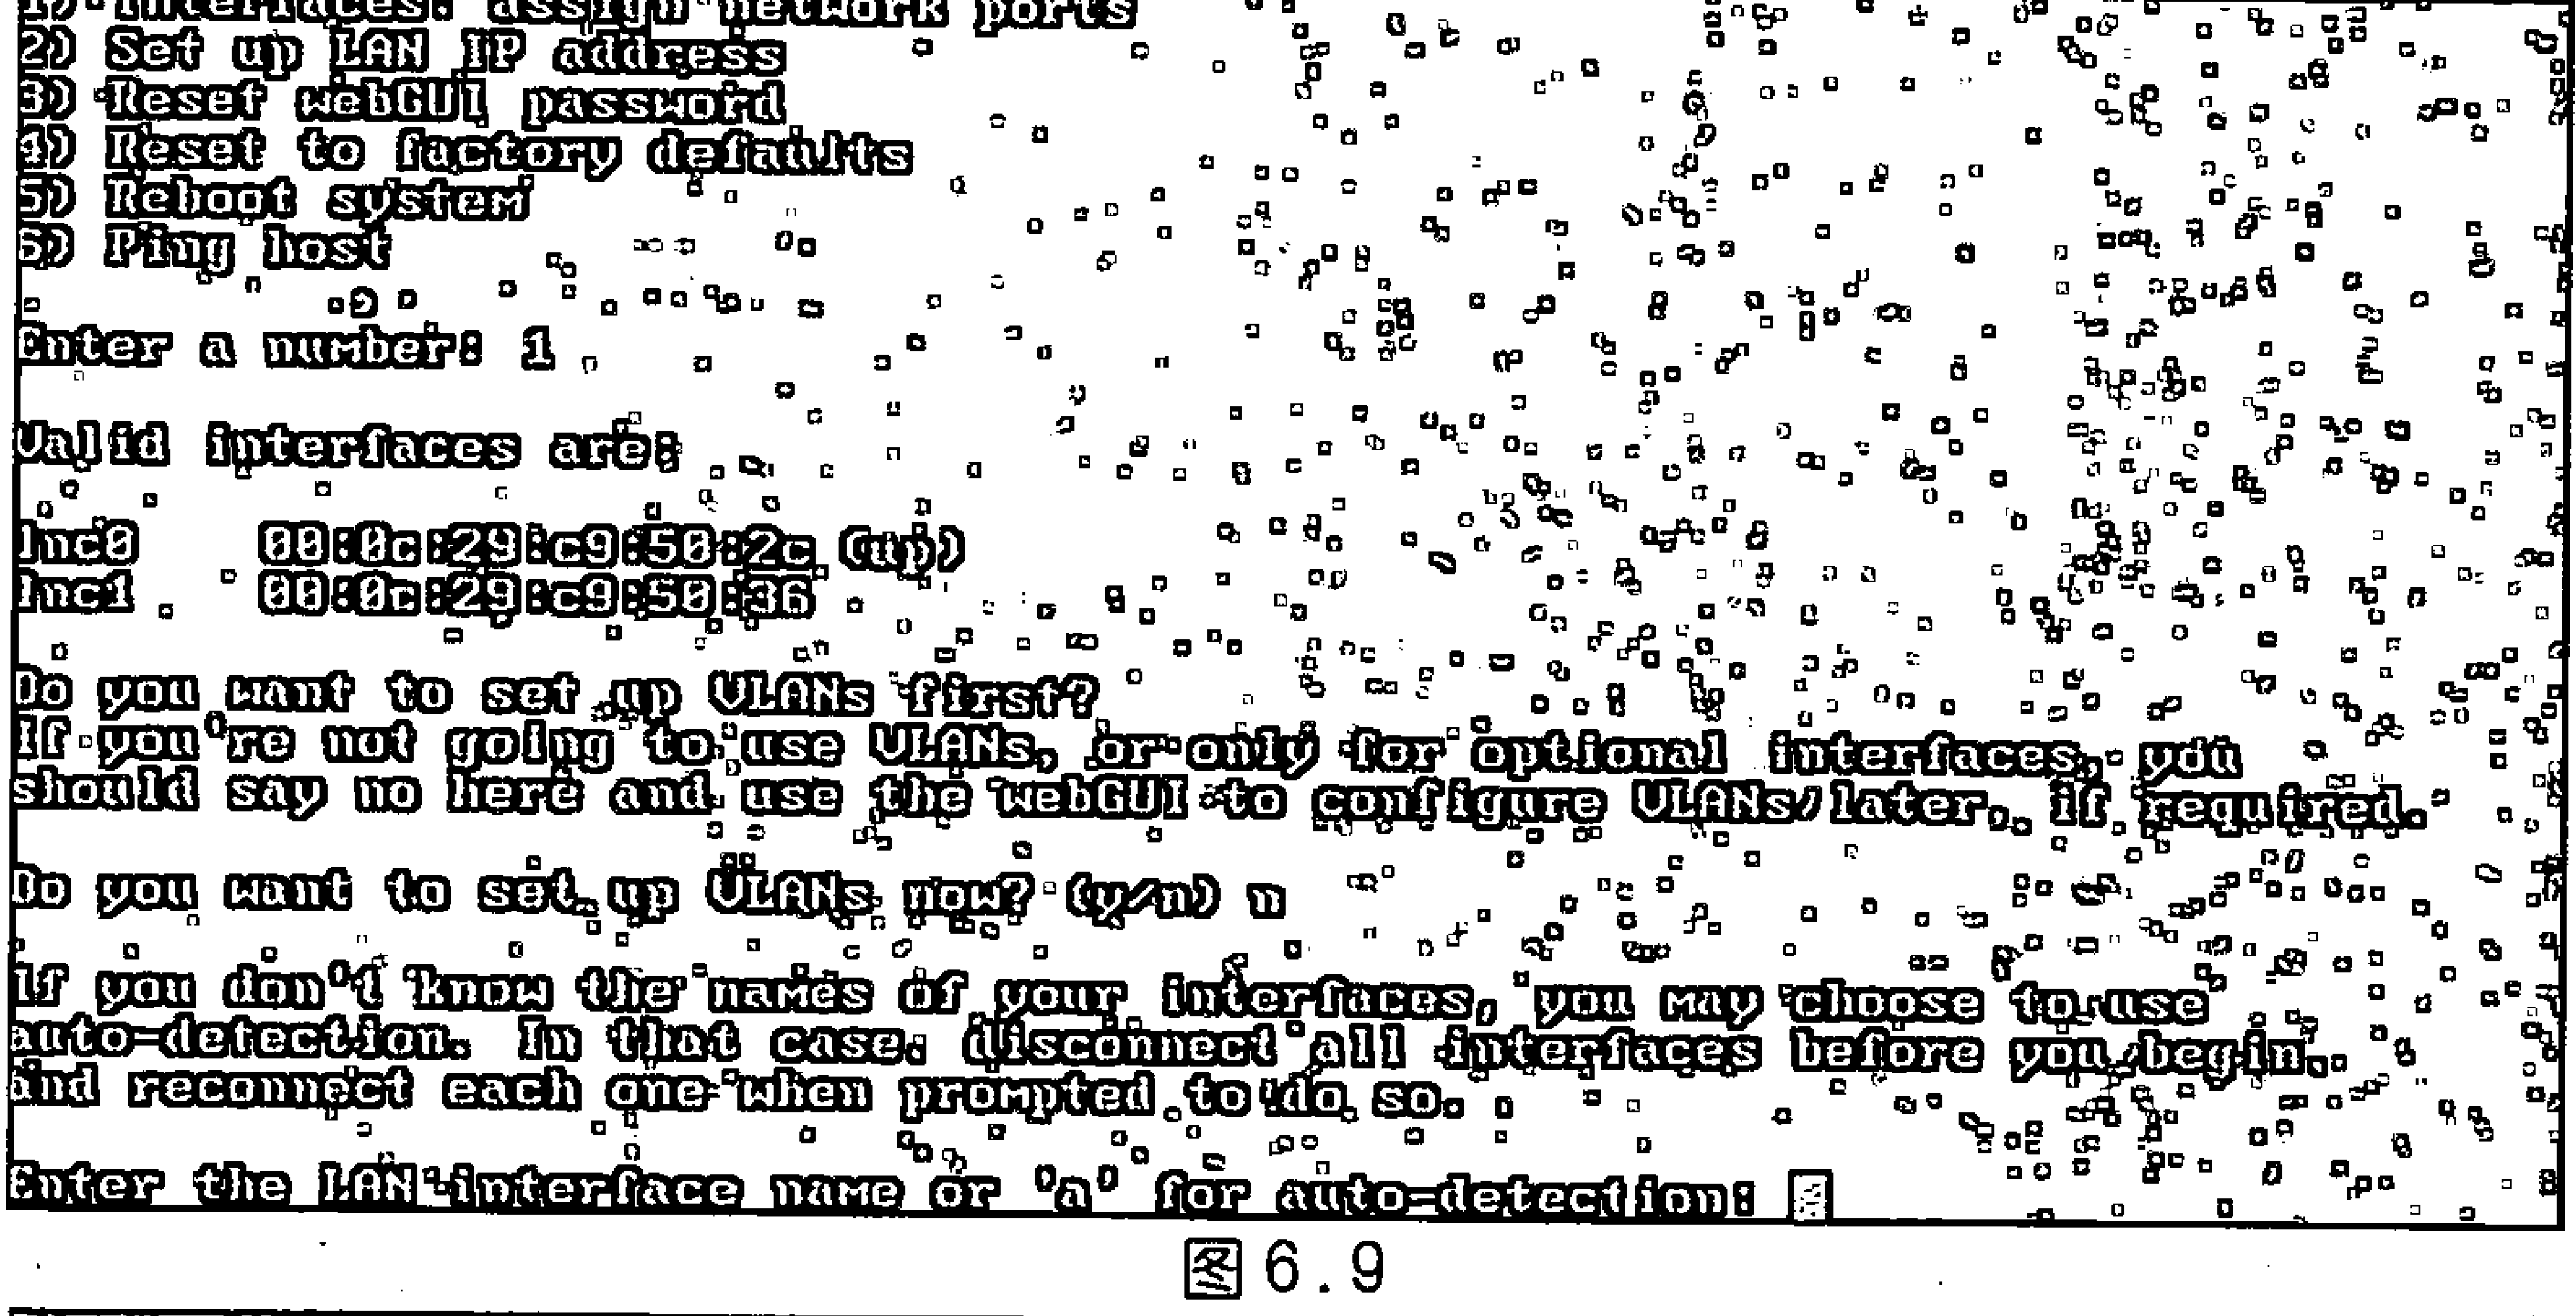 1) Interfaces: assign network ports
2) Set up LAN IP address
3) Reset webGUI password
4) Reset to factory defaults
5) Reboot system
6) Ping host
Enter a number: 1
Valid interfaces are:
lnc0 00:0c:29:c9:50:2c (up)
lnc1 00:0c:29:c9:50:36
Do you want to set up VLANs first?
If you're not going to use VLANs, or only for optional interfaces, you
should say no here and use the webGUI to configure VLANs later, if required.
Do you want to set up VLANs now? (y/n) n
If you don't know the names of your interfaces, you may choose to use
auto-detection. In that case, disconnect all interfaces before you begin,
and reconnect each one when prompted to do so.
Enter the LAN interface name or 'a' for auto-detection:
图6.9